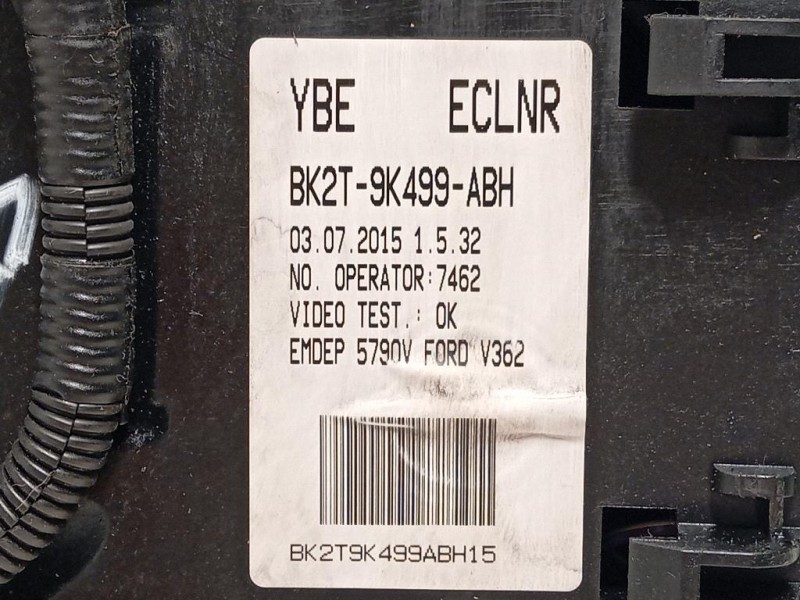 YBE ECLNR
BK2T-9K499-ABH
03.07.2015 1.5.32
NO. OPERATOR:7462
VIDEO TEST.: OK
EMDEP 5790V FORD V362
BK2T9K499ABH15